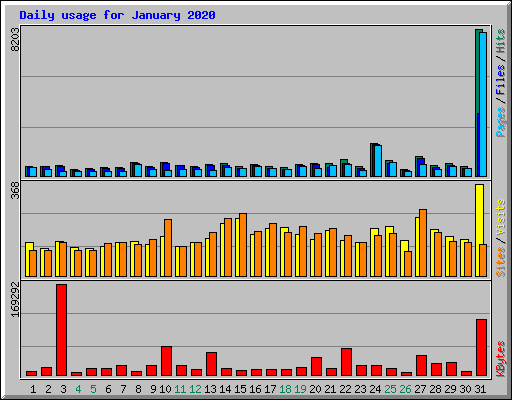 Daily usage for January 2020
8203
Pages / Files / Hits
368
Sites / Visits
169292
KBytes
1 2 3 4 5 6 7 8 9 10 11 12 13 14 15 16 17 18 19 20 21 22 23 24 25 26 27 28 29 30 31